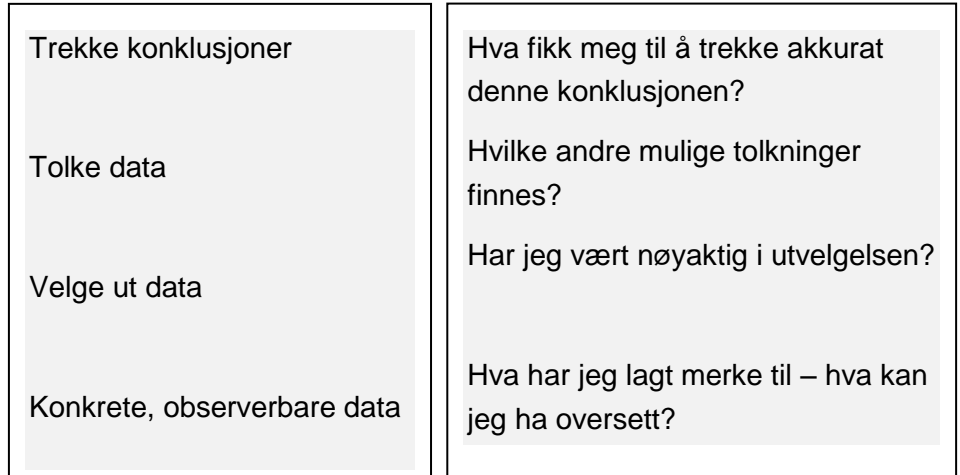 Trekke konklusjoner
Tolke data
Velge ut data
Konkrete, observerbare data
Hva fikk meg til å trekke akkurat
denne konklusjonen?
Hvilke andre mulige tolkninger
finnes?
Har jeg vært nøyaktig i utvelgelsen?
Hva har jeg lagt merke til – hva kan
jeg ha oversett?